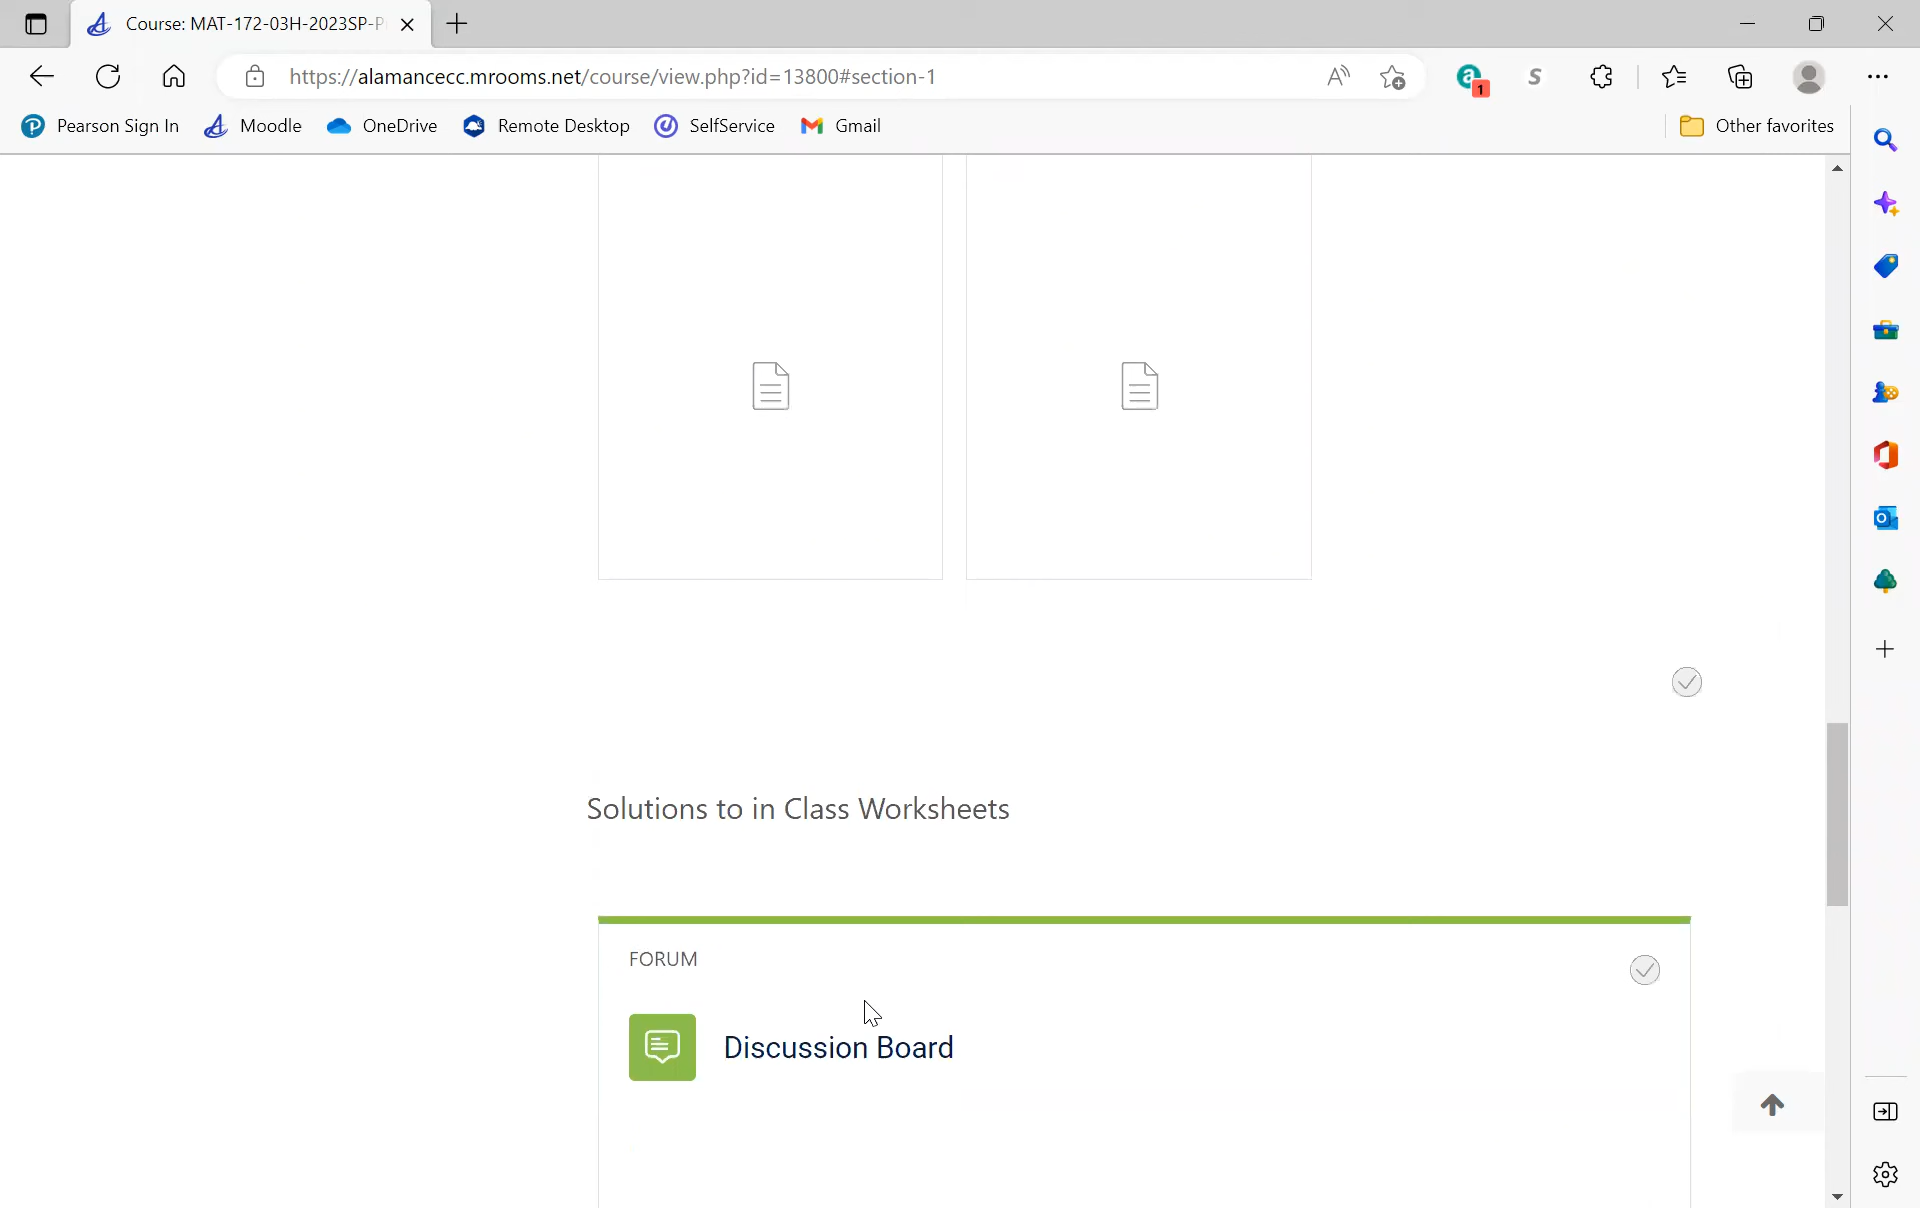 Course: MAT-172-03H-2023SP-P
https://alamancecc.mrooms.net/course/view.php?id=13800#section-1
A
a
1
S
Pearson Sign In
Moodle
OneDrive
Remote Desktop
SelfService
Gmail
Other favorites
Solutions to in Class Worksheets
FORUM
Discussion Board